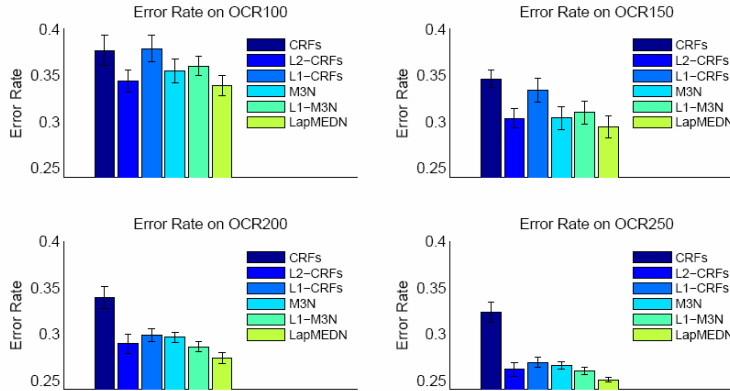 Error Rate on OCR100
0.4
0.35
0.3
0.25
Error Rate
CRFs
L2-CRFs
L1-CRFs
M3N
L1-M3N
LapMEDN
Error Rate on OCR150
0.4
0.35
0.3
0.25
Error Rate
CRFs
L2-CRFs
L1-CRFs
M3N
L1-M3N
LapMEDN
Error Rate on OCR200
0.4
0.35
0.3
0.25
Error Rate
CRFs
L2-CRFs
L1-CRFs
M3N
L1-M3N
LapMEDN
Error Rate on OCR250
0.4
0.35
0.3
0.25
Error Rate
CRFs
L2-CRFs
L1-CRFs
M3N
L1-M3N
LapMEDN